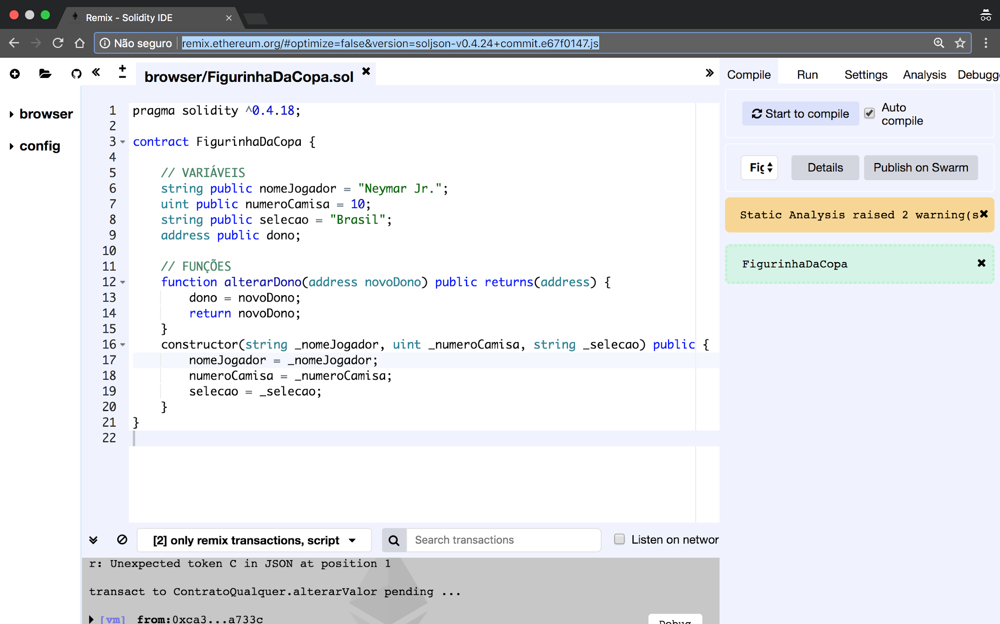 Remix - Solidity IDE
Não seguro remix.ethereum.org/#optimize=false&version=soljson-v0.4.24+commit.e67f0147.js
browser/FigurinhaDaCopa.sol
Compile Run Settings Analysis Debugg
browser
config
1 pragma solidity ^0.4.18;
2
3 contract FigurinhaDaCopa {
4
5 // VARIÁVEIS
6 string public nomeJogador = "Neymar Jr.";
7 uint public numeroCamisa = 10;
8 string public selecao = "Brasil";
9 address public dono;
10
11 // FUNÇÕES
12 function alterarDono(address novoDono) public returns(address) {
13 dono = novoDono;
14 return novoDono;
15 }
16 constructor(string _nomeJogador, uint _numeroCamisa, string _selecao) public {
17 nomeJogador = _nomeJogador;
18 numeroCamisa = _numeroCamisa;
19 selecao = _selecao;
20 }
21 }
22
Start to compile
Auto
compile
Fig Details Publish on Swarm
Static Analysis raised 2 warning(s
FigurinhaDaCopa
[2] only remix transactions, script Search transactions Listen on networ
r: Unexpected token C in JSON at position 1
transact to ContratoQualquer.alterarValor pending ...
[vm] from:0xca3...a733c
Debug